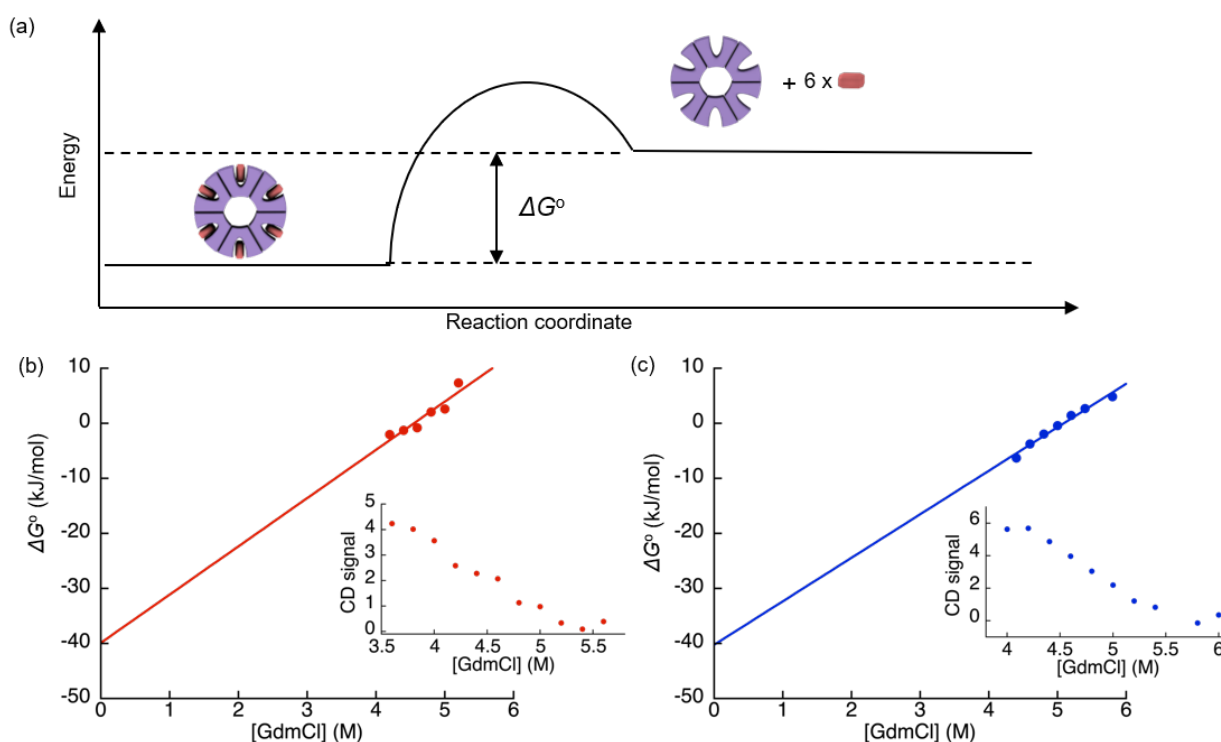 (a)
Energy
+ 6 x
ΔGº
Reaction coordinate
(b)
10
0
-10
-20
-30
-40
-50
ΔGº (kJ/mol)
0 1 2 3 4 5 6
[GdmCl] (M)
5
4
3
2
1
0
CD signal
3.5 4 4.5 5 5.5
[GdmCl] (M)
(c)
10
0
-10
-20
-30
-40
-50
ΔGº (kJ/mol)
0 1 2 3 4 5 6
[GdmCl] (M)
6
4
2
0
CD signal
4 4.5 5 5.5 6
[GdmCl] (M)